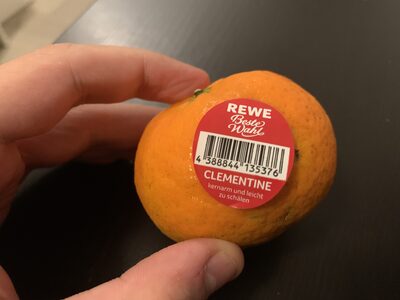 REWE
Beste
Wahl
4 388844 135376
CLEMENTINE
kernarm und leicht
zu schälen